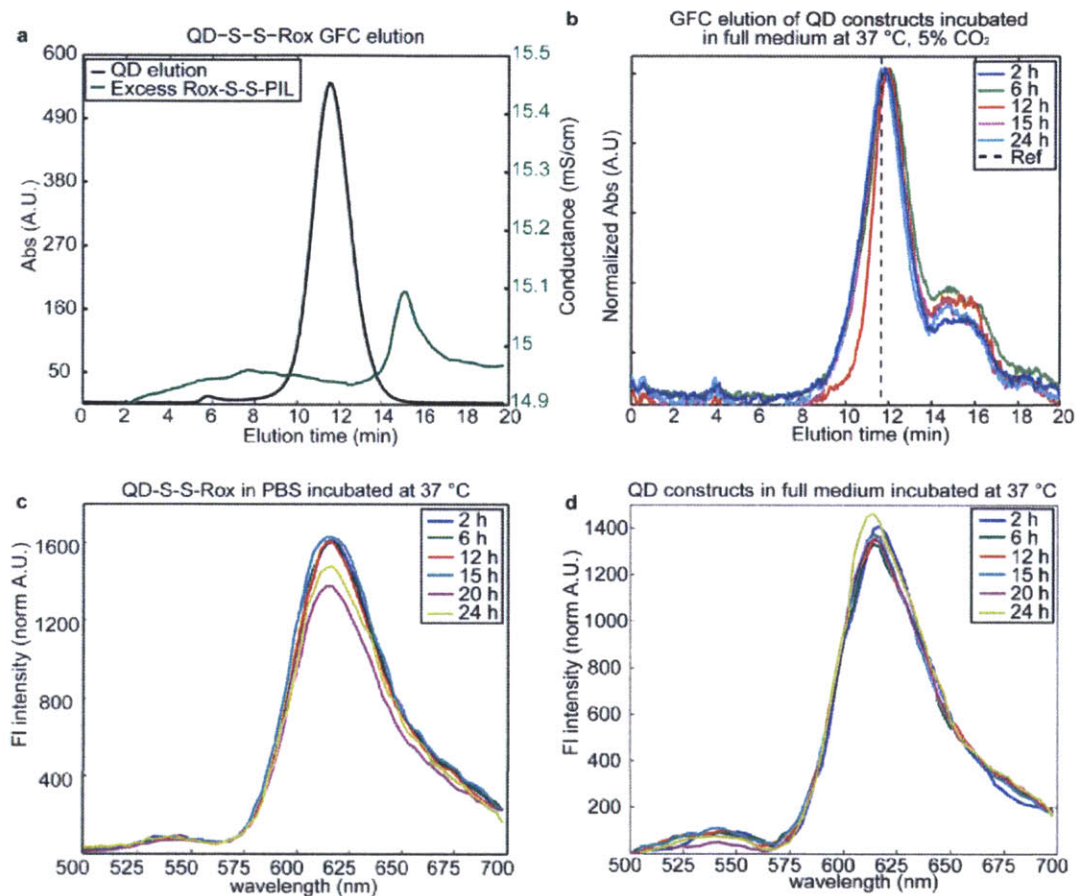 a
QD-S-S-Rox GFC elution
600
490
380
270
160
50
Abs (A.U.)
QD elution
Excess Rox-S-S-PIL
15.5
15.4
15.3
15.2
15.1
15
14.9
Conductance (mS/cm)
0 2 4 6 8 10 12 14 16 18 20
Elution time (min)
b
GFC elution of QD constructs incubated
in full medium at 37 °C, 5% CO₂
Normalized Abs (A.U)
2 h
6 h
12 h
15 h
24 h
Ref
0 2 4 6 8 10 12 14 16 18 20
Elution time (min)
c
QD-S-S-Rox in PBS incubated at 37 °C
1600
1200
800
400
FI intensity (norm A.U.)
2 h
6 h
12 h
15 h
20 h
24 h
500 525 550 575 600 625 650 675 700
wavelength (nm)
d
QD constructs in full medium incubated at 37 °C
1400
1200
1000
800
600
400
200
FI intensity (norm A.U.)
2 h
6 h
12 h
15 h
20 h
24 h
500 525 550 575 600 625 650 675 700
wavelength (nm)